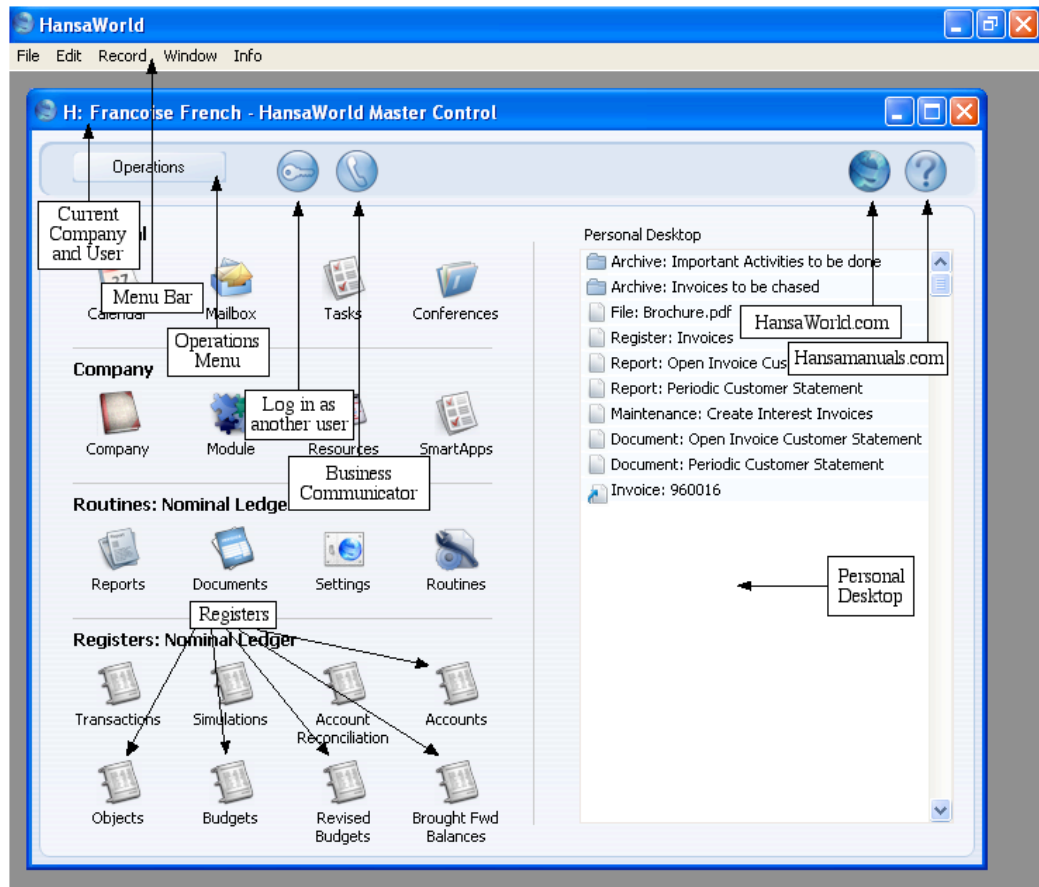 HansaWorld
File Edit Record Window Info
H: Francoise French - HansaWorld Master Control
Operations
Current
Company
and User
Menu Bar
Operations
Menu
Log in as
another user
Business
Communicator
HansaWorld.com
Hansamanuals.com
Calendar Mailbox Tasks Conferences
Company
Company Module Resources SmartApps
Routines: Nominal Ledge
Reports Documents Settings Routines
Registers
Registers: Nominal Ledger
Transactions Simulations Account
Reconciliation
Accounts
Objects Budgets Revised
Budgets
Brought Fwd
Balances
Personal Desktop
Archive: Important Activities to be done
Archive: Invoices to be chased
File: Brochure.pdf
Register: Invoices
Report: Open Invoice Cus
Report: Periodic Customer Statement
Maintenance: Create Interest Invoices
Document: Open Invoice Customer Statement
Document: Periodic Customer Statement
Invoice: 960016
Personal
Desktop